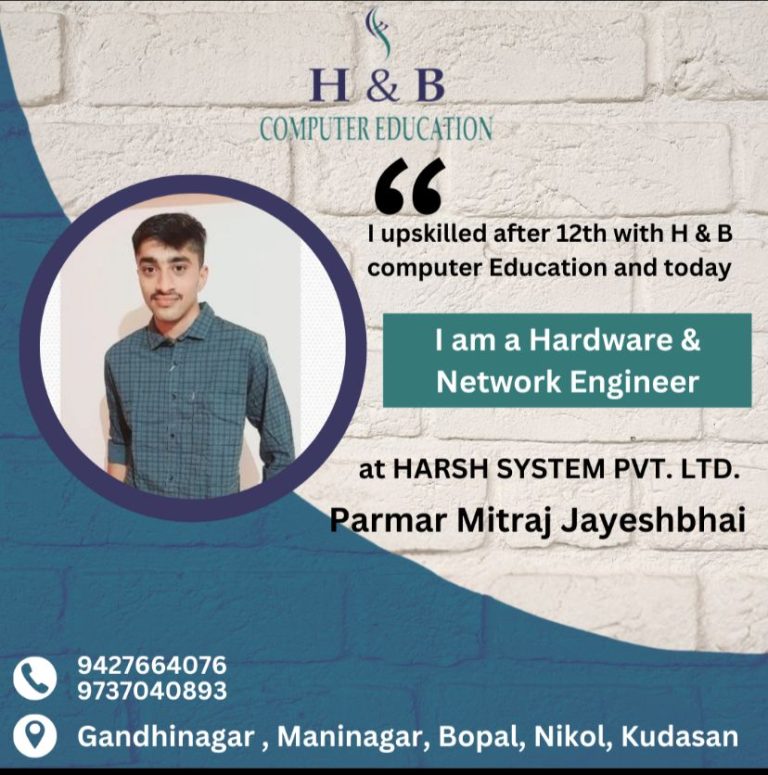 H & B
COMPUTER EDUCATION
“
I upskilled after 12th with H & B
computer Education and today
I am a Hardware &
Network Engineer
at HARSH SYSTEM PVT. LTD.
Parmar Mitraj Jayeshbhai
9427664076
9737040893
Gandhinagar , Maninagar, Bopal, Nikol, Kudasan